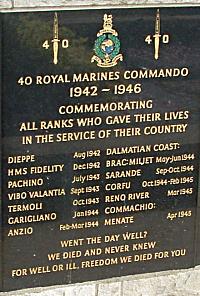 40 40
40 ROYAL MARINES COMMANDO
1942 - 1946
COMMEMORATING
ALL RANKS WHO GAVE THEIR LIVES
IN THE SERVICE OF THEIR COUNTRY
DIEPPE Aug 1942
HMS FIDELITY Dec 1942
PACHINO July 1943
VIBO VALANTIA Sept 1943
TERMOLI Oct 1943
GARIGLIANO Jan 1944
ANZIO Feb-Mar 1944
DALMATIAN COAST:
BRAC: MILJET May-Jun 1944
SARANDE Sep-Oct 1944
CORFU Oct 1944-Feb 1945
RENO RIVER Mar 1945
COMMACHIO:
MENATE Apr 1945
WENT THE DAY WELL?
WE DIED AND NEVER KNEW
FOR WELL OR ILL, FREEDOM WE DIED FOR YOU